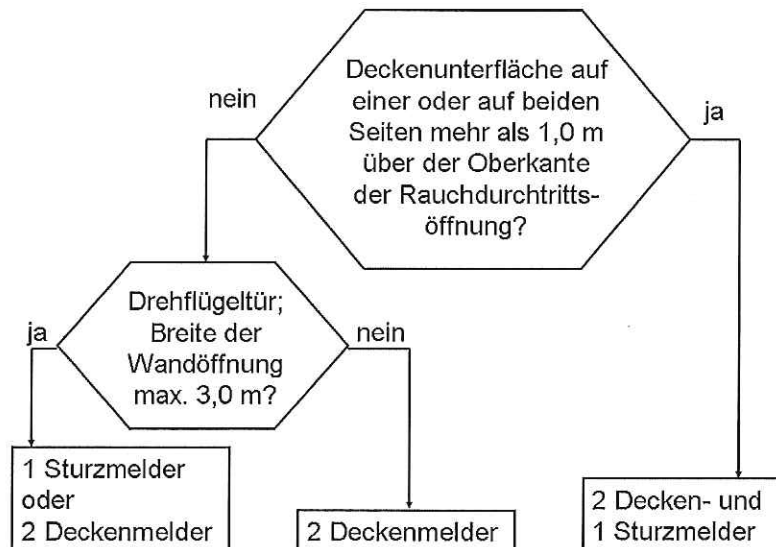 Deckenunterfläche auf
einer oder auf beiden
Seiten mehr als 1,0 m
über der Oberkante
der Rauchdurchtritts-
öffnung?
nein
ja
Drehflügeltür;
Breite der
Wandöffnung
max. 3,0 m?
ja
nein
1 Sturzmelder
oder
2 Deckenmelder
2 Deckenmelder
2 Decken- und
1 Sturzmelder